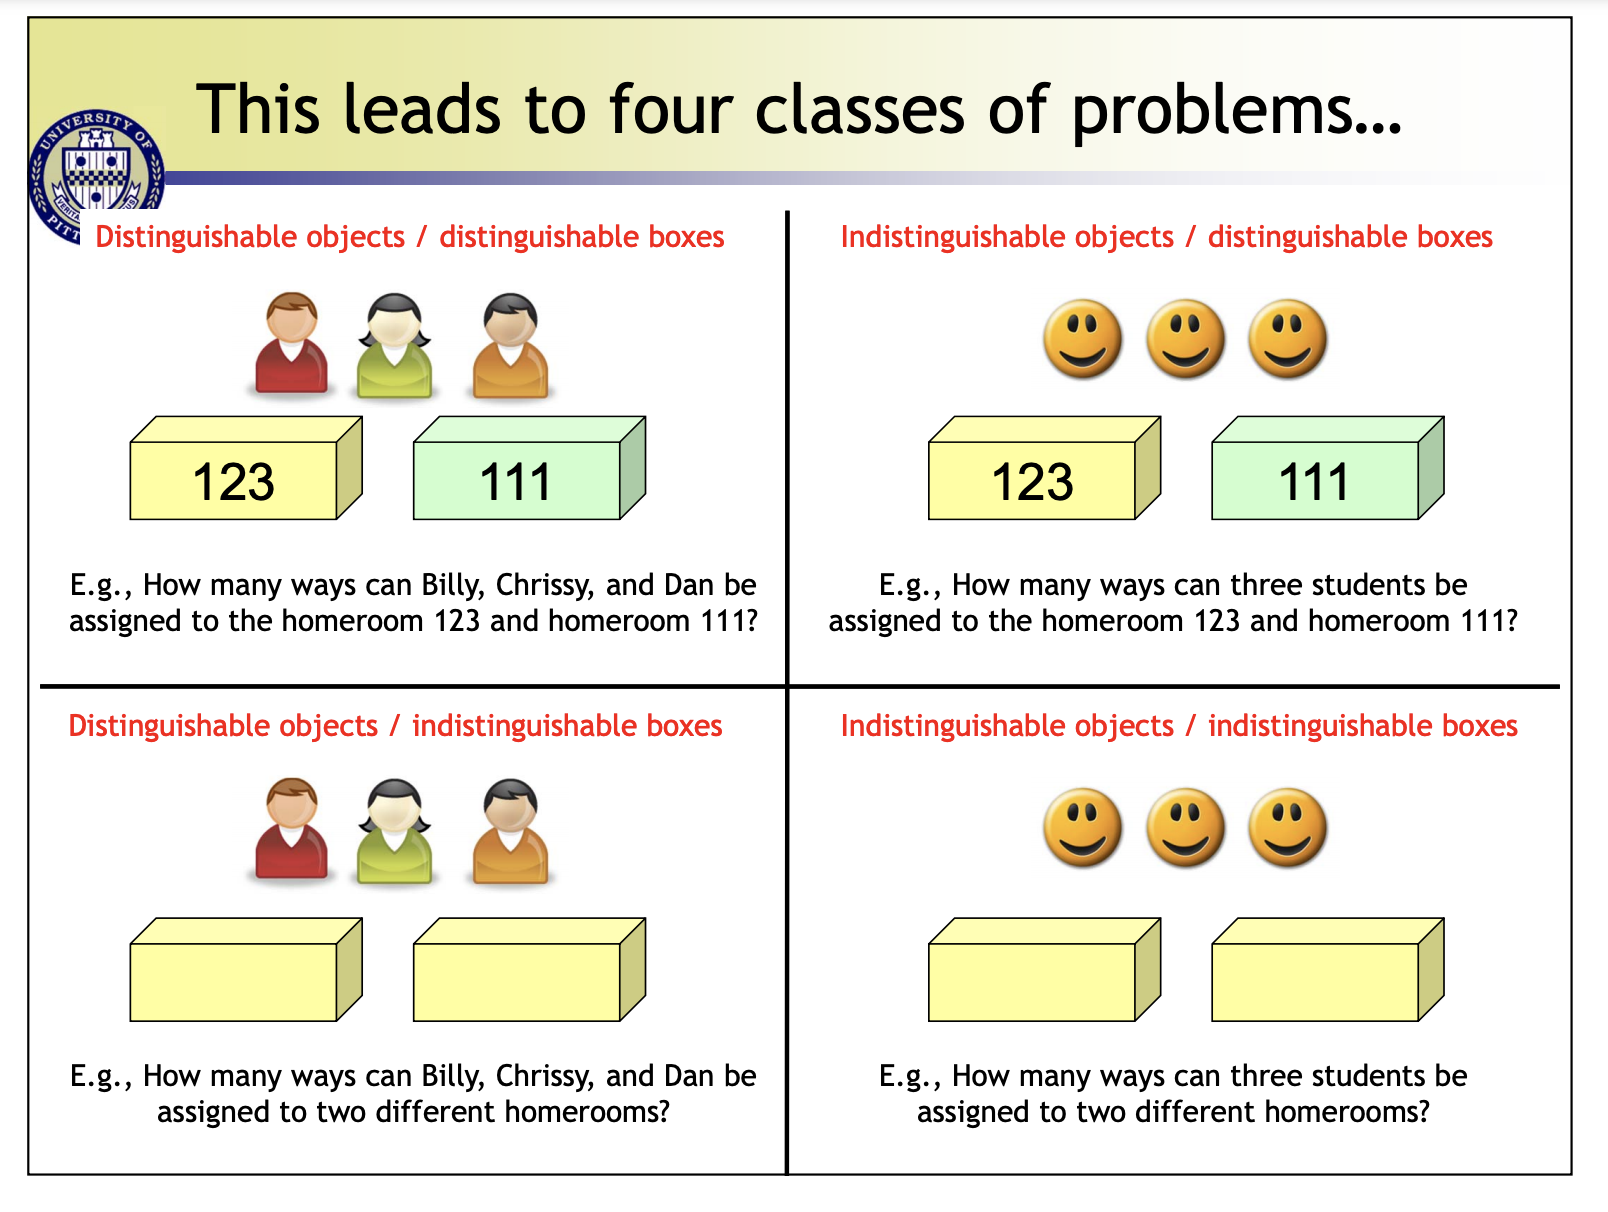 This leads to four classes of problems...
UNIVERSITY OF
PITT
Distinguishable objects / distinguishable boxes
123 111
E.g., How many ways can Billy, Chrissy, and Dan be
assigned to the homeroom 123 and homeroom 111?
Indistinguishable objects / distinguishable boxes
123 111
E.g., How many ways can three students be
assigned to the homeroom 123 and homeroom 111?
Distinguishable objects / indistinguishable boxes
E.g., How many ways can Billy, Chrissy, and Dan be
assigned to two different homerooms?
Indistinguishable objects / indistinguishable boxes
E.g., How many ways can three students be
assigned to two different homerooms?